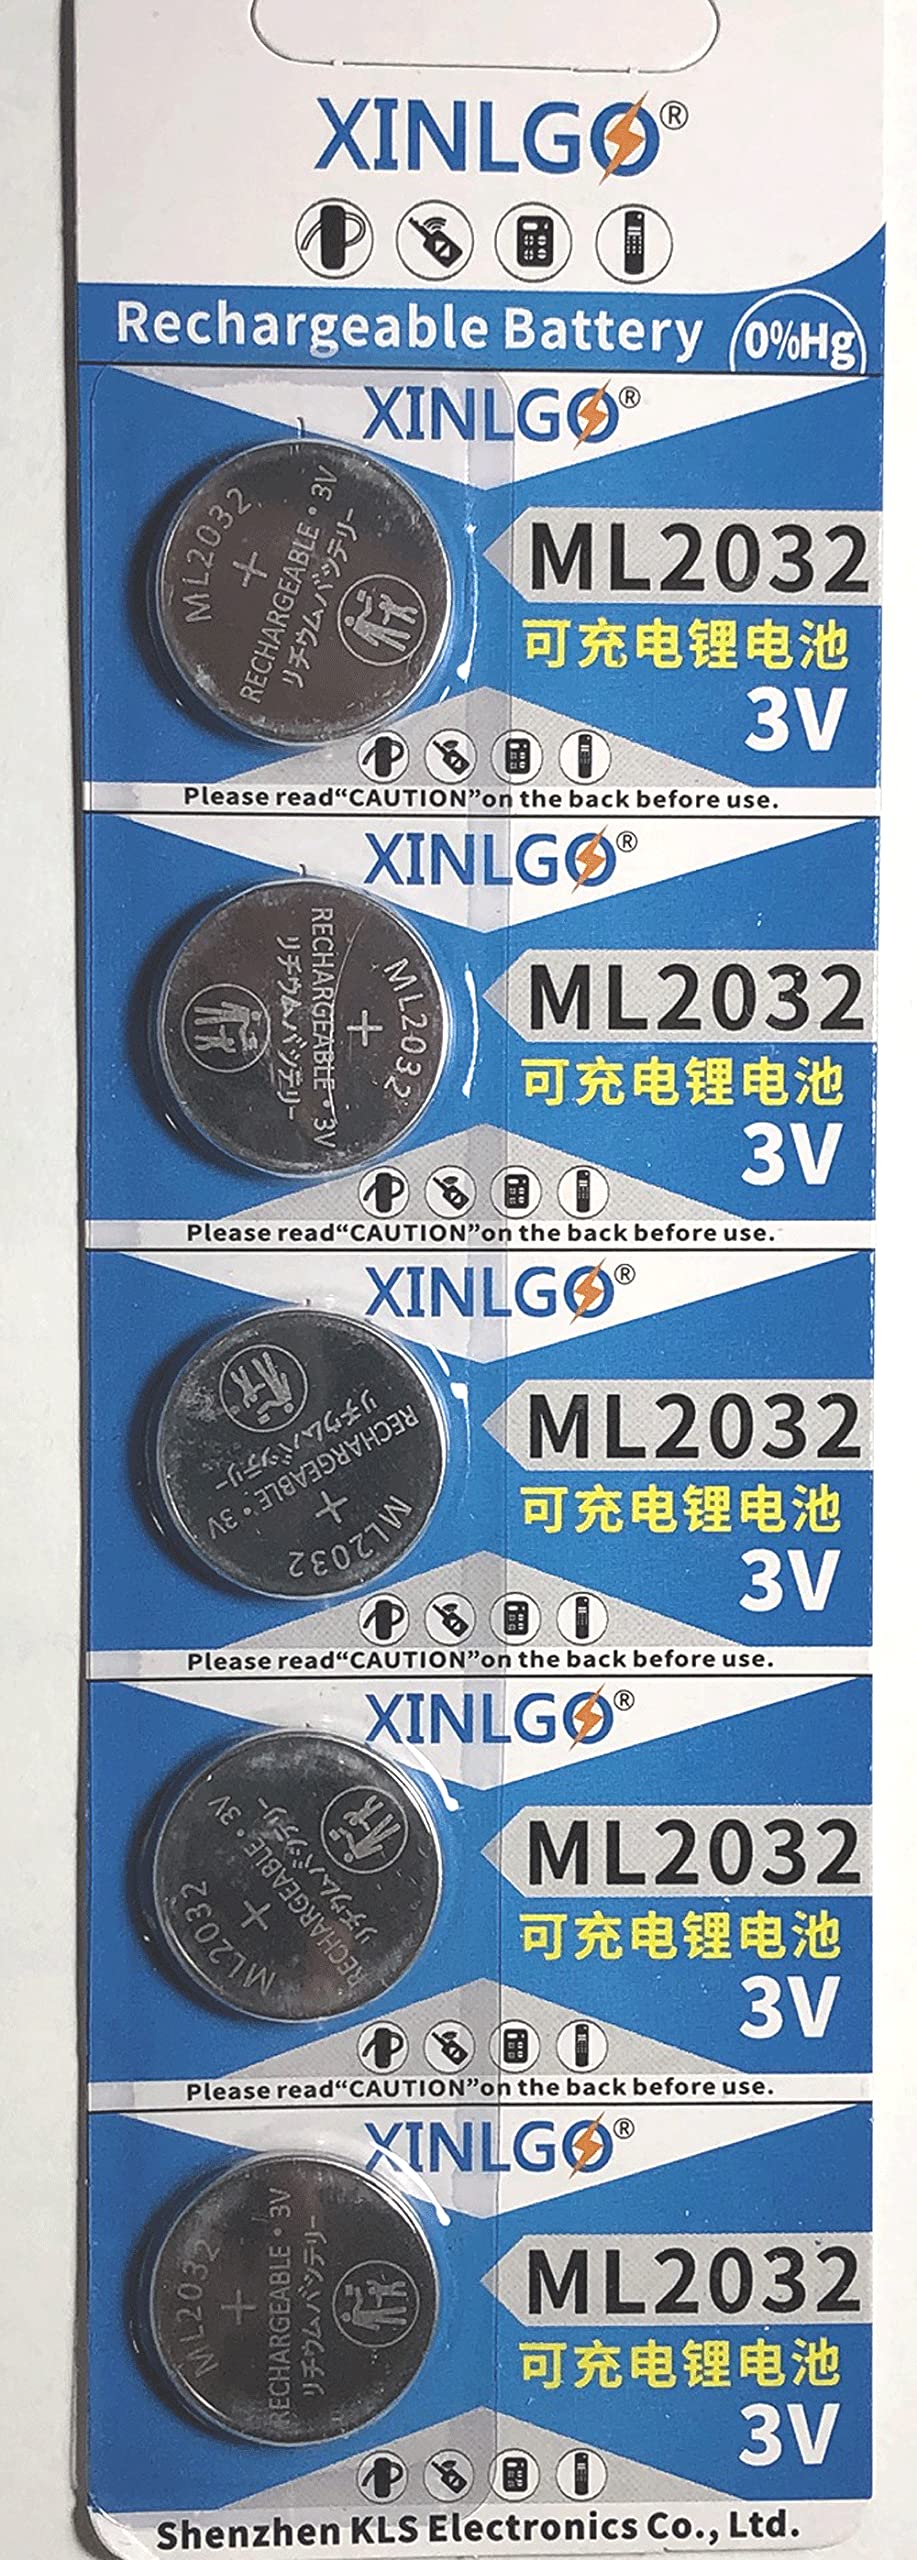 XINLGO®
Rechargeable Battery
0%Hg
XINLGO®
ML2032
+
RECHARGEABLE • 3V
リチウムバッテリー
ML2032
可充电锂电池
3V
Please read“CAUTION”on the back before use.
XINLGO®
ML2032
+
RECHARGEABLE • 3V
リチウムバッテリー
ML2032
可充电锂电池
3V
Please read“CAUTION”on the back before use.
XINLGO®
ML2032
+
RECHARGEABLE • 3V
リチウムバッテリー
ML2032
可充电锂电池
3V
Please read“CAUTION”on the back before use.
XINLGO®
ML2032
+
RECHARGEABLE • 3V
リチウムバッテリー
ML2032
可充电锂电池
3V
Please read“CAUTION”on the back before use.
XINLGO®
ML2032
+
RECHARGEABLE • 3V
リチウムバッテリー
ML2032
可充电锂电池
3V
Shenzhen KLS Electronics Co., Ltd.